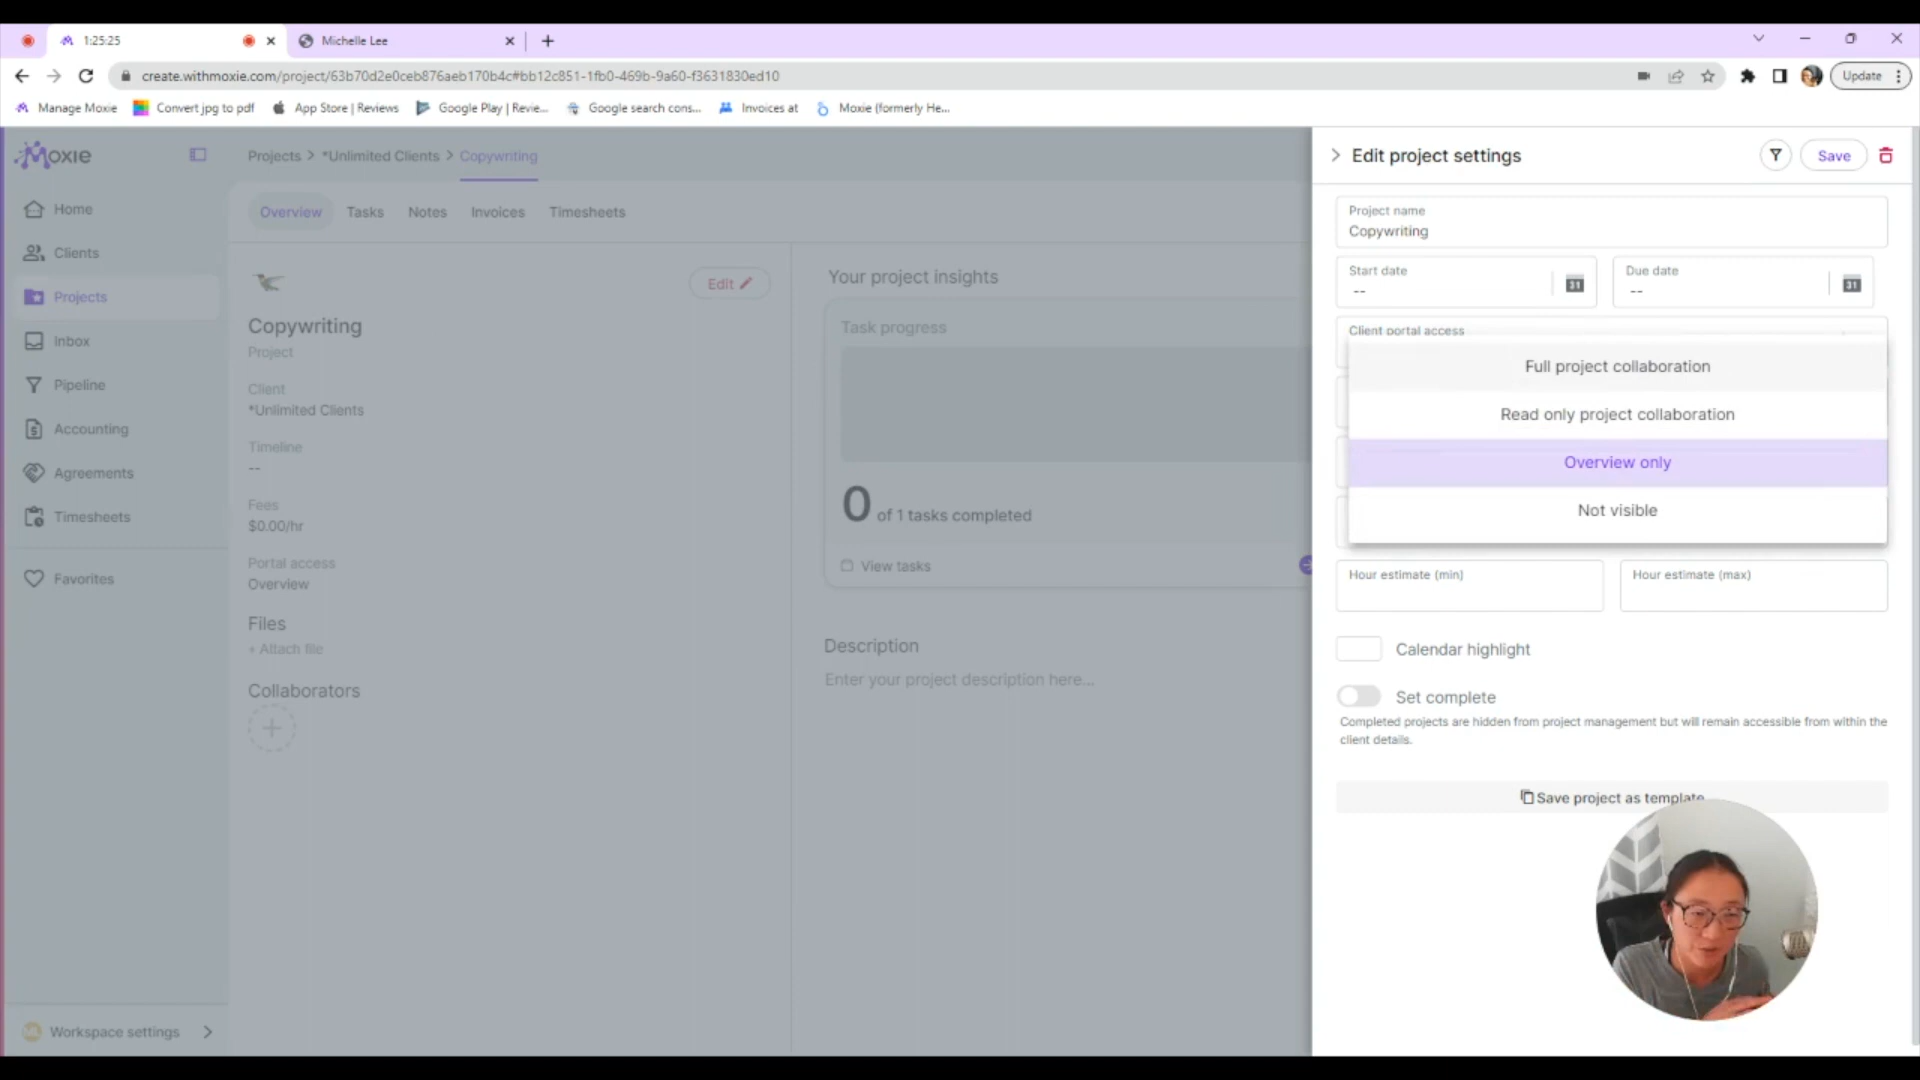 1:25:25
Michelle Lee
create.withmoxie.com/project/63b70d2e0ceb876aeb170b4c#bb12c851-1fb0-469b-9a60-f3631830ed10
Update
Manage Moxie
Convert jpg to pdf
App Store | Reviews
Google Play | Revie...
Google search cons...
Invoices at
Moxie (formerly He...
Moxie
Projects > *Unlimited Clients > Copywriting
Edit project settings
Save
Home
Clients
Projects
Inbox
Pipeline
Accounting
Agreements
Timesheets
Favorites
Workspace settings
Overview
Tasks
Notes
Invoices
Timesheets
Edit
Copywriting
Project
Client
*Unlimited Clients
Timeline
--
Fees
$0.00/hr
Portal access
Overview
Files
+ Attach file
Collaborators
Your project insights
Task progress
0 of 1 tasks completed
View tasks
Description
Enter your project description here...
Project name
Copywriting
Start date
--
31
Due date
--
31
Client portal access
Full project collaboration
Read only project collaboration
Overview only
Not visible
Hour estimate (min)
Hour estimate (max)
Calendar highlight
Set complete
Completed projects are hidden from project management but will remain accessible from within the
client details.
Save project as template